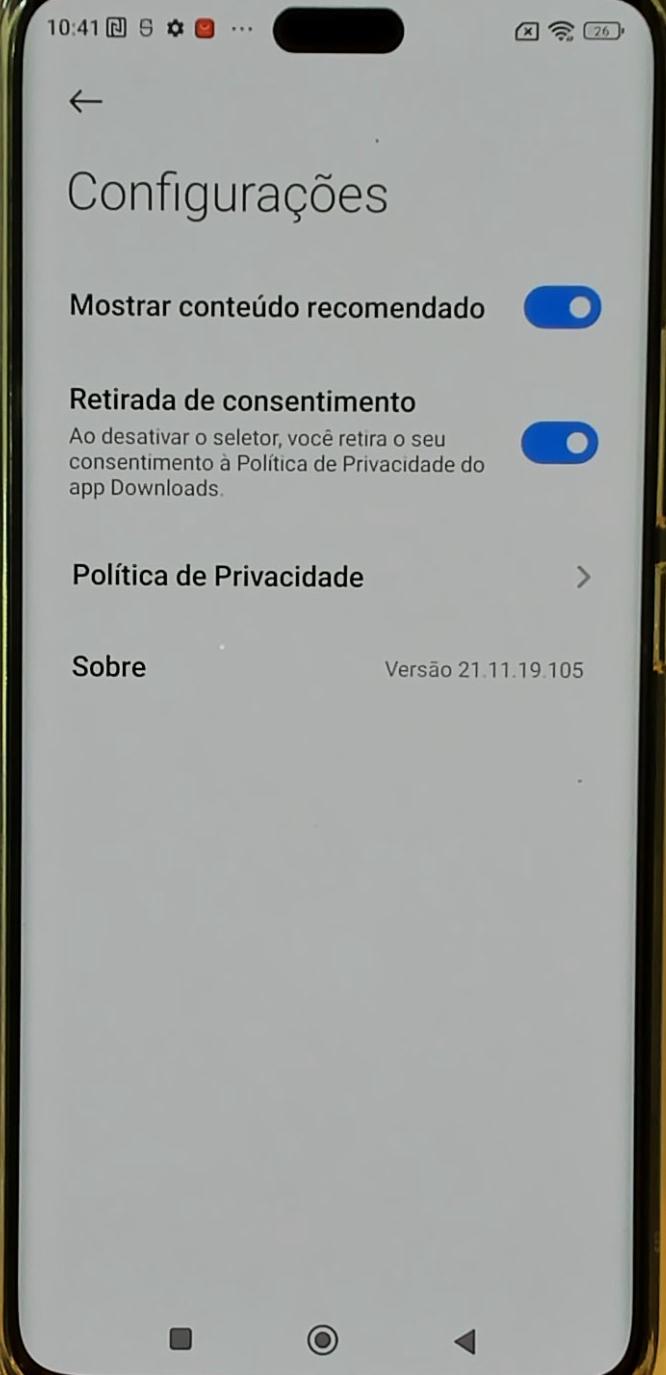 10:41
26
Configurações
Mostrar conteúdo recomendado
Retirada de consentimento
Ao desativar o seletor, você retira o seu
consentimento à Política de Privacidade do
app Downloads.
Política de Privacidade
Sobre Versão 21.11.19.105